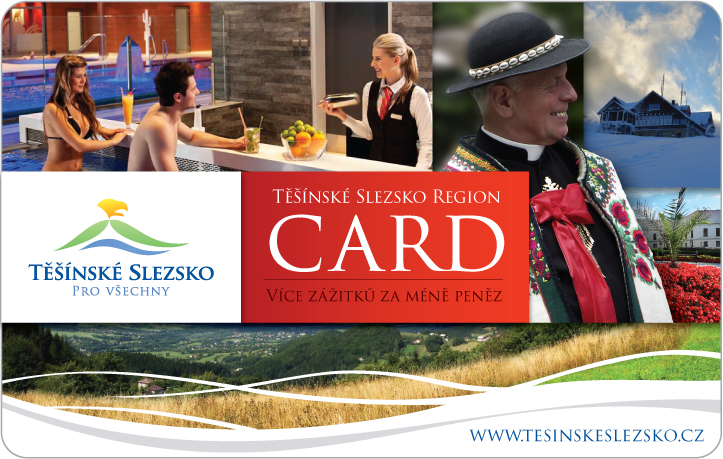 Těšínské Slezsko Region
CARD
Více zážitků za méně peněz
Těšínské Slezsko
Pro všechny
www.tesinskeslezsko.cz